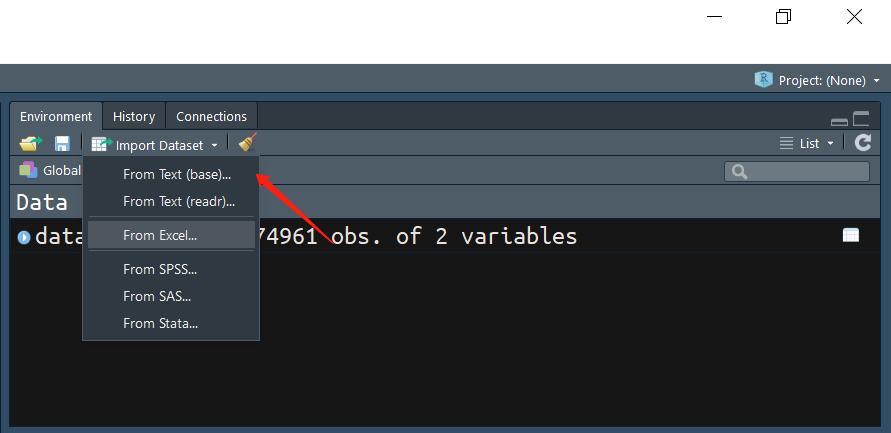 Project: (None)
Environment History Connections
Import Dataset List
Global
From Text (base)...
From Text (readr)...
Data
From Excel...
data 74961 obs. of 2 variables
From SPSS...
From SAS...
From Stata...